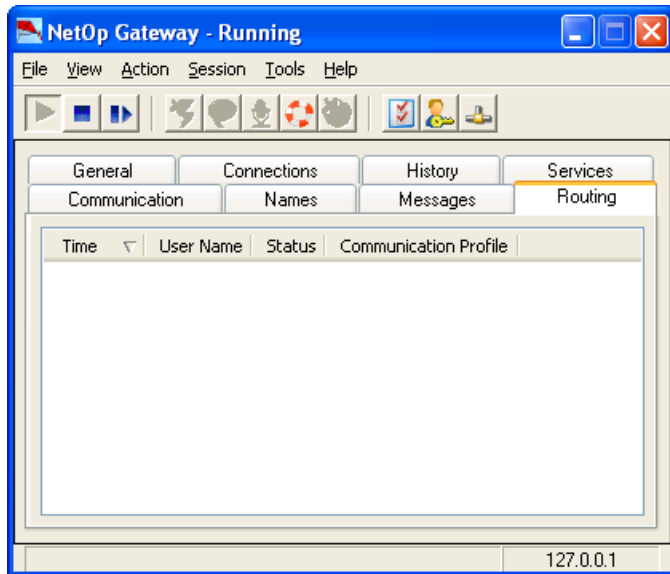 NetOp Gateway - Running
File View Action Session Tools Help
General Connections History Services
Communication Names Messages Routing
Time User Name Status Communication Profile
127.0.0.1